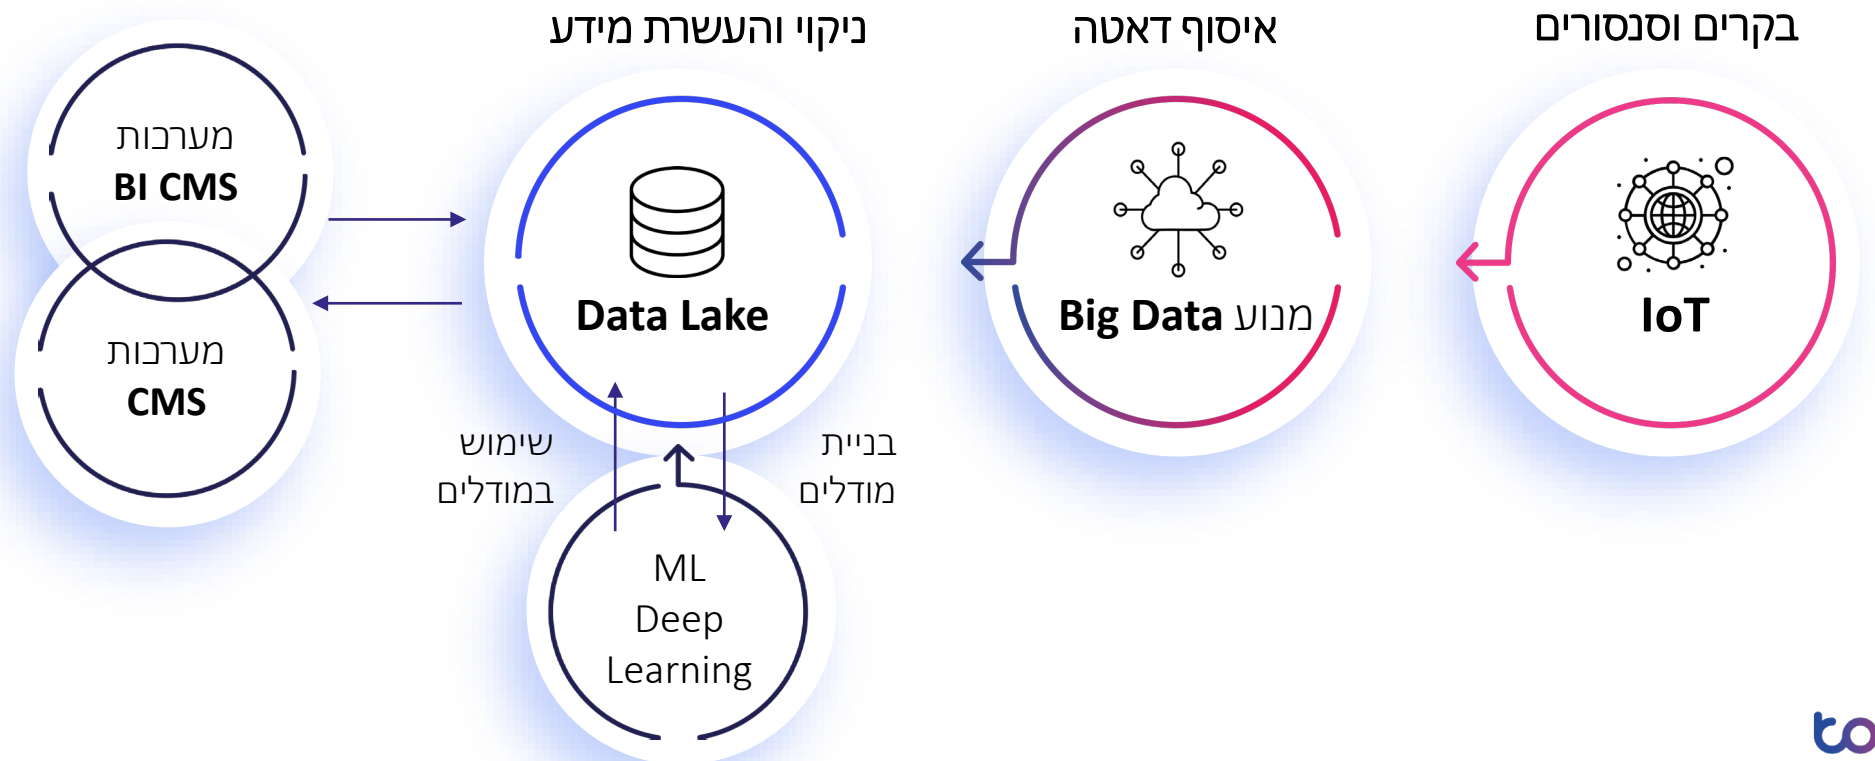 בקרים וסנסורים
איסוף דאטה
ניקוי והעשרת מידע
IoT
מנוע Big Data
Data Lake
מערכות
BI CMS
מערכות
CMS
בניית
מודלים
שימוש
במודלים
ML
Deep
Learning
to